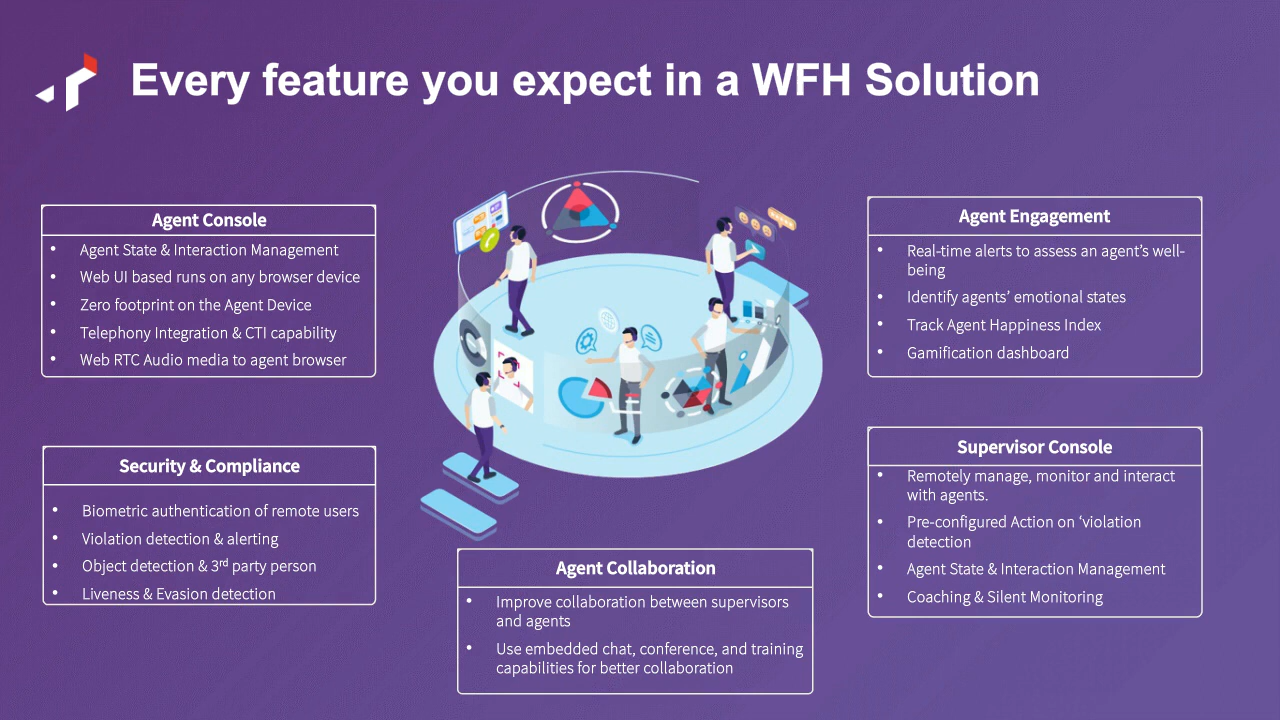 Every feature you expect in a WFH Solution
Agent Console
• Agent State & Interaction Management
• Web UI based runs on any browser device
• Zero footprint on the Agent Device
• Telephony Integration & CTI capability
• Web RTC Audio media to agent browser
Security & Compliance
• Biometric authentication of remote users
• Violation detection & alerting
• Object detection & 3rd party person
• Liveness & Evasion detection
Agent Collaboration
• Improve collaboration between supervisors
and agents
• Use embedded chat, conference, and training
capabilities for better collaboration
Agent Engagement
• Real-time alerts to assess an agent’s well-
being
• Identify agents’ emotional states
• Track Agent Happiness Index
• Gamification dashboard
Supervisor Console
• Remotely manage, monitor and interact
with agents.
• Pre-configured Action on ‘violation
detection
• Agent State & Interaction Management
• Coaching & Silent Monitoring